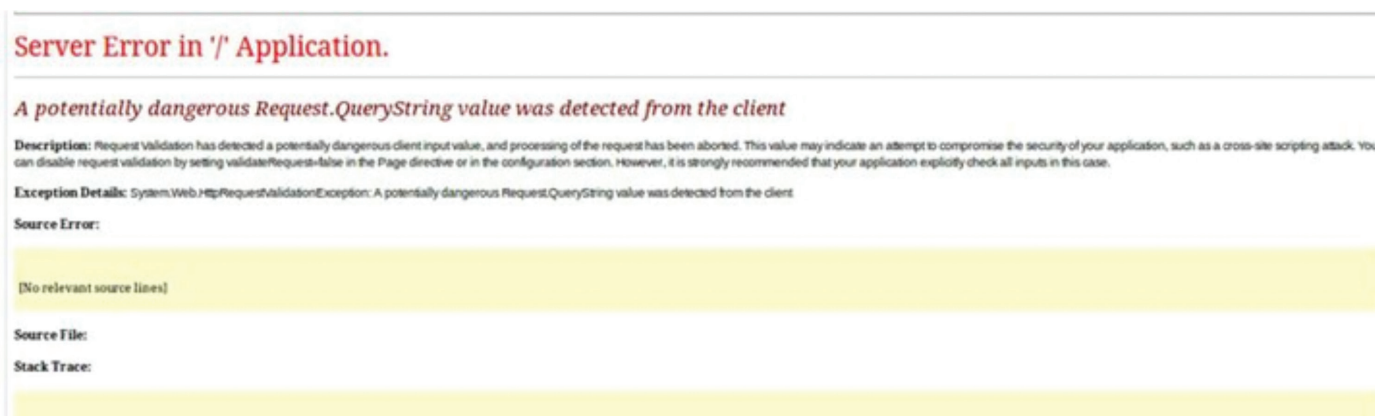 Server Error in '/' Application.
A potentially dangerous Request.QueryString value was detected from the client
Description: Request Validation has detected a potentially dangerous client input value, and processing of the request has been aborted. This value may indicate an attempt to compromise the security of your application, such as a cross-site scripting attack. You
can disable request validation by setting validateRequest=false in the Page directive or in the configuration section. However, it is strongly recommended that your application explicitly check all inputs in this case.
Exception Details: System.Web.HttpRequestValidationException: A potentially dangerous Request.QueryString value was detected from the client
Source Error:
[No relevant source lines]
Source File:
Stack Trace: